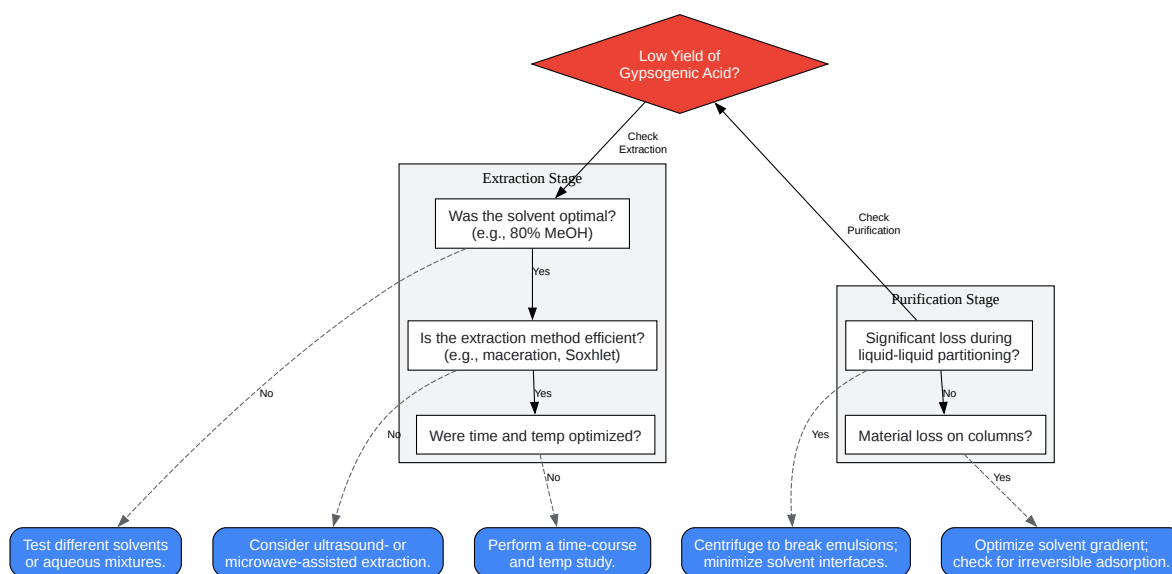 Low Yield of
Gypsogenic Acid?
Check
Extraction
Extraction Stage
Was the solvent optimal?
(e.g., 80% MeOH)
Yes
Is the extraction method efficient?
(e.g., maceration, Soxhlet)
Yes
Were time and temp optimized?
No
No
No
Check
Purification
Purification Stage
Significant loss during
liquid-liquid partitioning?
No
Material loss on columns?
Yes
Yes
Test different solvents
or aqueous mixtures.
Consider ultrasound- or
microwave-assisted extraction.
Perform a time-course
and temp study.
Centrifuge to break emulsions;
minimize solvent interfaces.
Optimize solvent gradient;
check for irreversible adsorption.